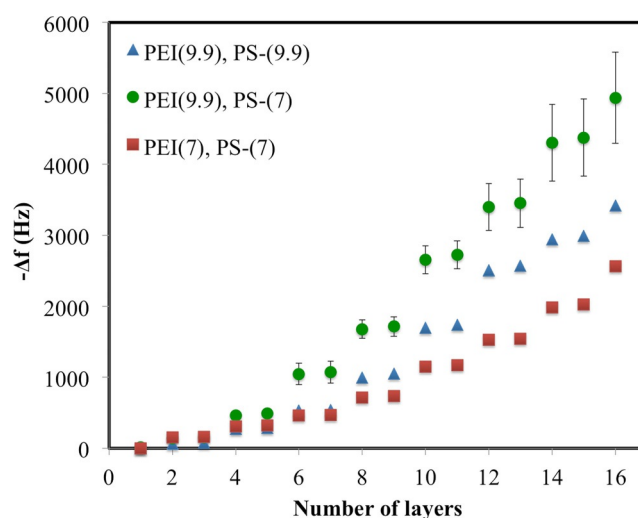 6000
5000
4000
3000
2000
1000
0
-Δf (Hz)
PEI(9.9), PS-(9.9)
PEI(9.9), PS-(7)
PEI(7), PS-(7)
0 2 4 6 8 10 12 14 16
Number of layers